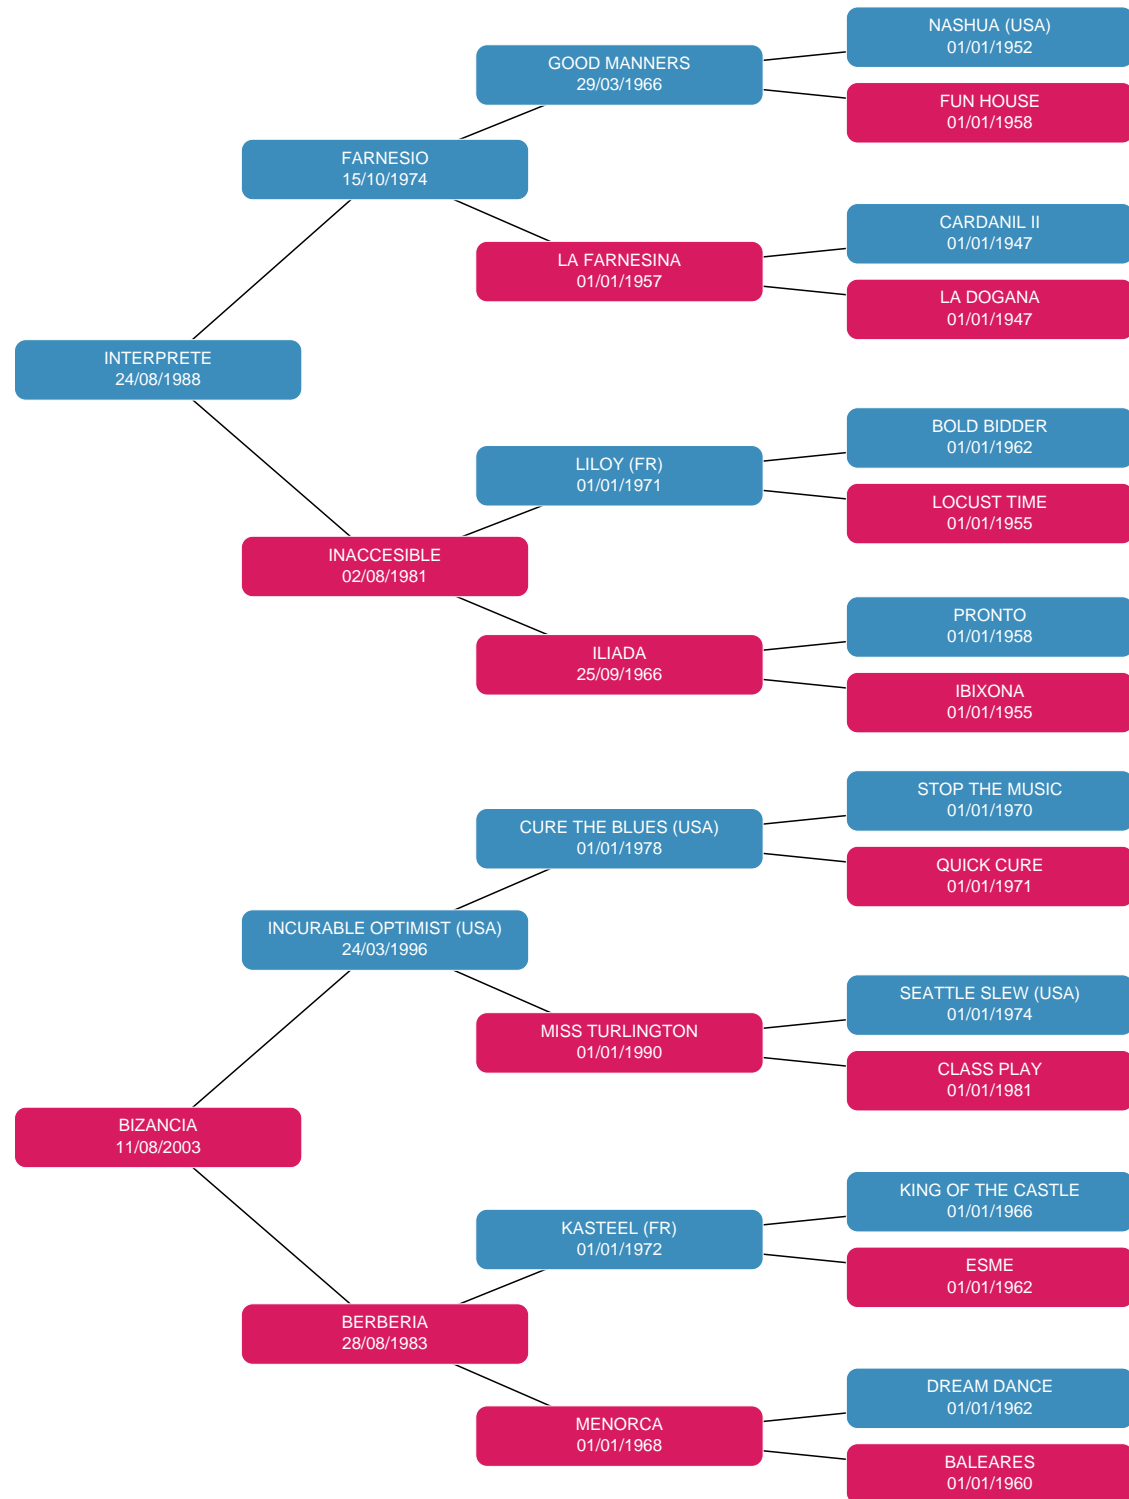 NASHUA (USA)
01/01/1952
GOOD MANNERS
29/03/1966
FUN HOUSE
01/01/1958
FARNESIO
15/10/1974
CARDANIL II
01/01/1947
LA FARNESINA
01/01/1957
LA DOGANA
01/01/1947
INTERPRETE
24/08/1988
BOLD BIDDER
01/01/1962
LILOY (FR)
01/01/1971
LOCUST TIME
01/01/1955
INACCESIBLE
02/08/1981
PRONTO
01/01/1958
ILIADA
25/09/1966
IBIXONA
01/01/1955
STOP THE MUSIC
01/01/1970
CURE THE BLUES (USA)
01/01/1978
QUICK CURE
01/01/1971
INCURABLE OPTIMIST (USA)
24/03/1996
SEATTLE SLEW (USA)
01/01/1974
MISS TURLINGTON
01/01/1990
CLASS PLAY
01/01/1981
BIZANCIA
11/08/2003
KING OF THE CASTLE
01/01/1966
KASTEEL (FR)
01/01/1972
ESME
01/01/1962
BERBERIA
28/08/1983
DREAM DANCE
01/01/1962
MENORCA
01/01/1968
BALEARES
01/01/1960